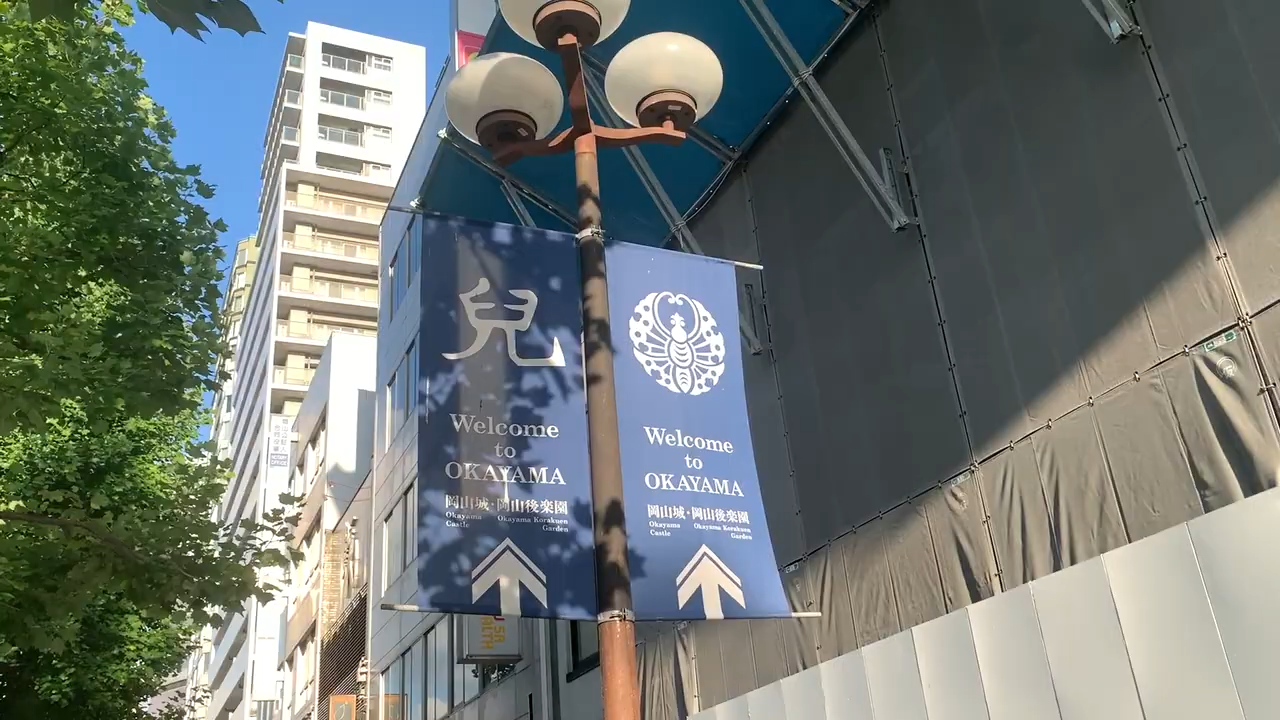 兒
Welcome
to
OKAYAMA
岡山城・岡山後楽園
Okayama
Castle
Okayama Korakuen
Garden
Welcome
to
OKAYAMA
岡山城・岡山後楽園
Okayama
Castle
Okayama Korakuen
Garden